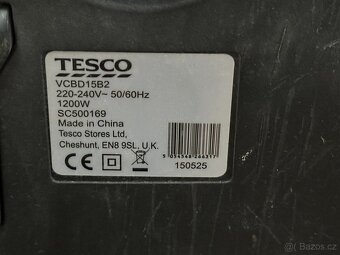 TESCO
VCBD15B2
220-240V~ 50/60Hz
1200W
SC500169
Made in China
Tesco Stores Ltd,
Cheshunt, EN8 9SL, U.K.
CE
150525
Bazoš.cz